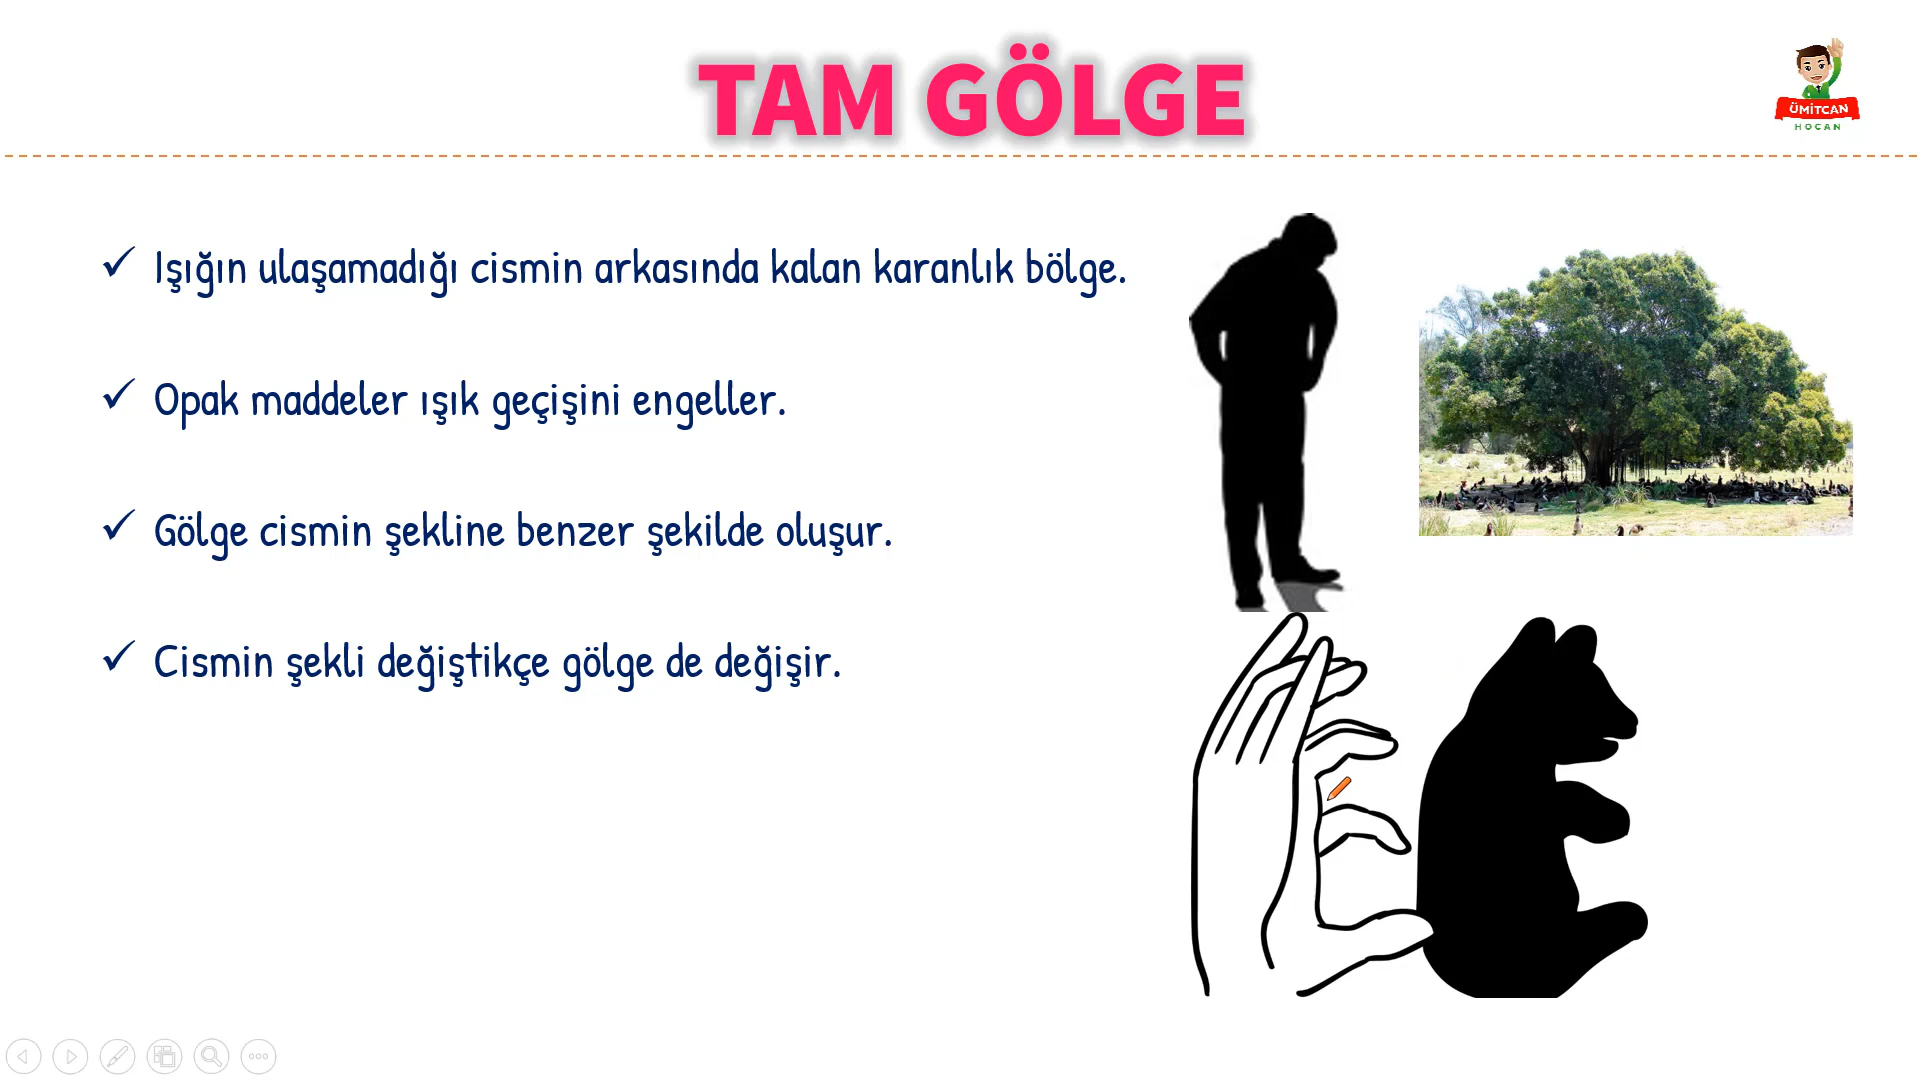 TAM GÖLGE
ÜMİTCAN
HOCAN
Işığın ulaşamadığı cismin arkasında kalan karanlık bölge.
Opak maddeler ışık geçişini engeller.
Gölge cismin şekline benzer şekilde oluşur.
Cismin şekli değiştikçe gölge de değişir.